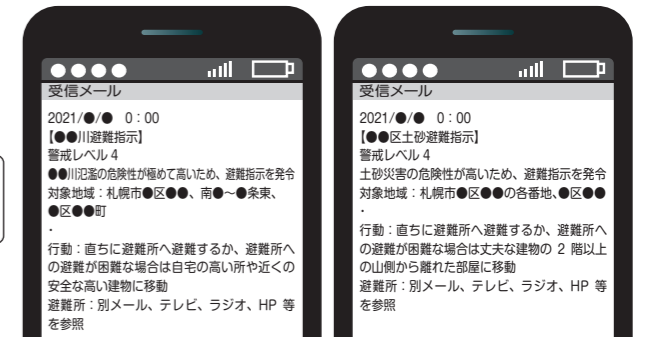 受信メール
2021/●/●　0：00
【●●川避難指示】
警戒レベル４
●●川氾濫の危険性が極めて高いため、避難指示を発令
対象地域：札幌市●区●●、南●～●条東、
●区●●町
・
行動：直ちに避難所へ避難するか、避難所へ
の避難が困難な場合は自宅の高い所や近くの
安全な高い建物に移動
避難所：別メール、テレビ、ラジオ、HP 等
を参照
受信メール
2021/●/●　0：00
【●●区土砂避難指示】
警戒レベル４
土砂災害の危険性が高いため、避難指示を発令
対象地域：札幌市●区●●の各番地、●区●●
・
行動：直ちに避難所へ避難するか、避難所へ
の避難が困難な場合は丈夫な建物の 2 階以上
の山側から離れた部屋に移動
避難所：別メール、テレビ、ラジオ、HP 等
を参照